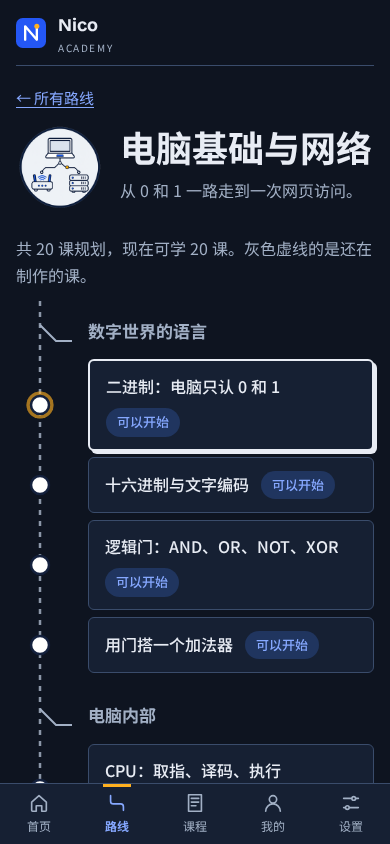 Nico
ACADEMY
← 所有路线
电脑基础与网络
从 0 和 1 一路走到一次网页访问。
共 20 课规划，现在可学 20 课。灰色虚线的是还在
制作的课。
数字世界的语言
二进制：电脑只认 0 和 1
可以开始
十六进制与文字编码 可以开始
逻辑门：AND、OR、NOT、XOR
可以开始
用门搭一个加法器 可以开始
电脑内部
CPU：取指、译码、执行
首页 路线 课程 我的 设置